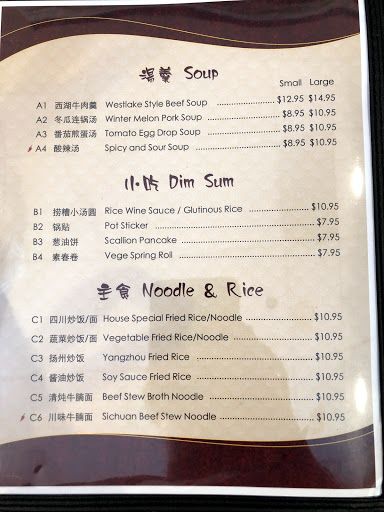 湯羹 Soup
Small Large
A1 西湖牛肉羹 Westlake Style Beef Soup $12.95 $14.95
A2 冬瓜连锅汤 Winter Melon Pork Soup $8.95 $10.95
A3 番茄煎蛋汤 Tomato Egg Drop Soup $8.95 $10.95
A4 酸辣汤 Spicy and Sour Soup $8.95 $10.95
小吃 Dim Sum
B1 捞糟小汤圆 Rice Wine Sauce / Glutinous Rice $10.95
B2 锅贴 Pot Sticker $7.95
B3 葱油饼 Scallion Pancake $7.95
B4 素春卷 Vege Spring Roll $7.95
主食 Noodle & Rice
C1 四川炒饭/面 House Special Fried Rice/Noodle $10.95
C2 蔬菜炒饭/面 Vegetable Fried Rice/Noodle $10.95
C3 扬州炒饭 Yangzhou Fried Rice $10.95
C4 酱油炒饭 Soy Sauce Fried Rice $10.95
C5 清炖牛腩面 Beef Stew Broth Noodle $10.95
C6 川味牛腩面 Sichuan Beef Stew Noodle $10.95